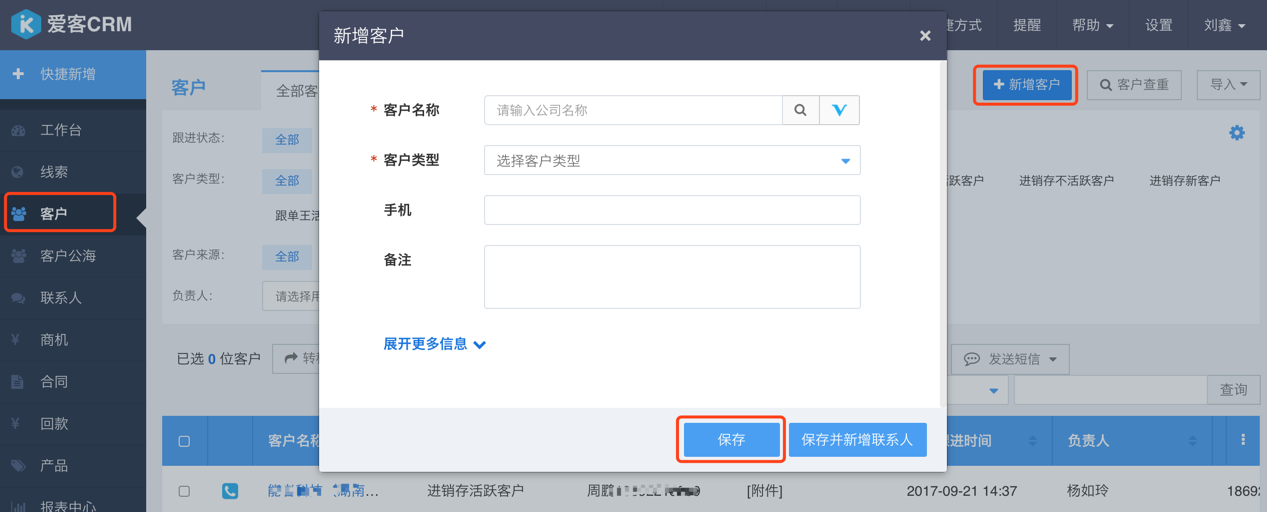 爱客CRM
捷方式 提醒 帮助 设置 刘鑫
快捷新增
工作台
线索
客户
客户公海
联系人
商机
合同
回款
产品
报表中心
客户 全部客
新增客户 客户查重 导入
跟进状态: 全部
客户类型: 全部
跃客户 进销存不活跃客户 进销存新客户
跟单王活
客户来源: 全部
负责人: 请选择用
已选 0 位客户 转移
发送短信
查询
客户名称 跟进时间 负责人
进销存活跃客户 周鹏 [附件] 2017-09-21 14:37 杨如玲 1869
新增客户
* 客户名称 请输入公司名称
* 客户类型 选择客户类型
手机
备注
展开更多信息
保存 保存并新增联系人